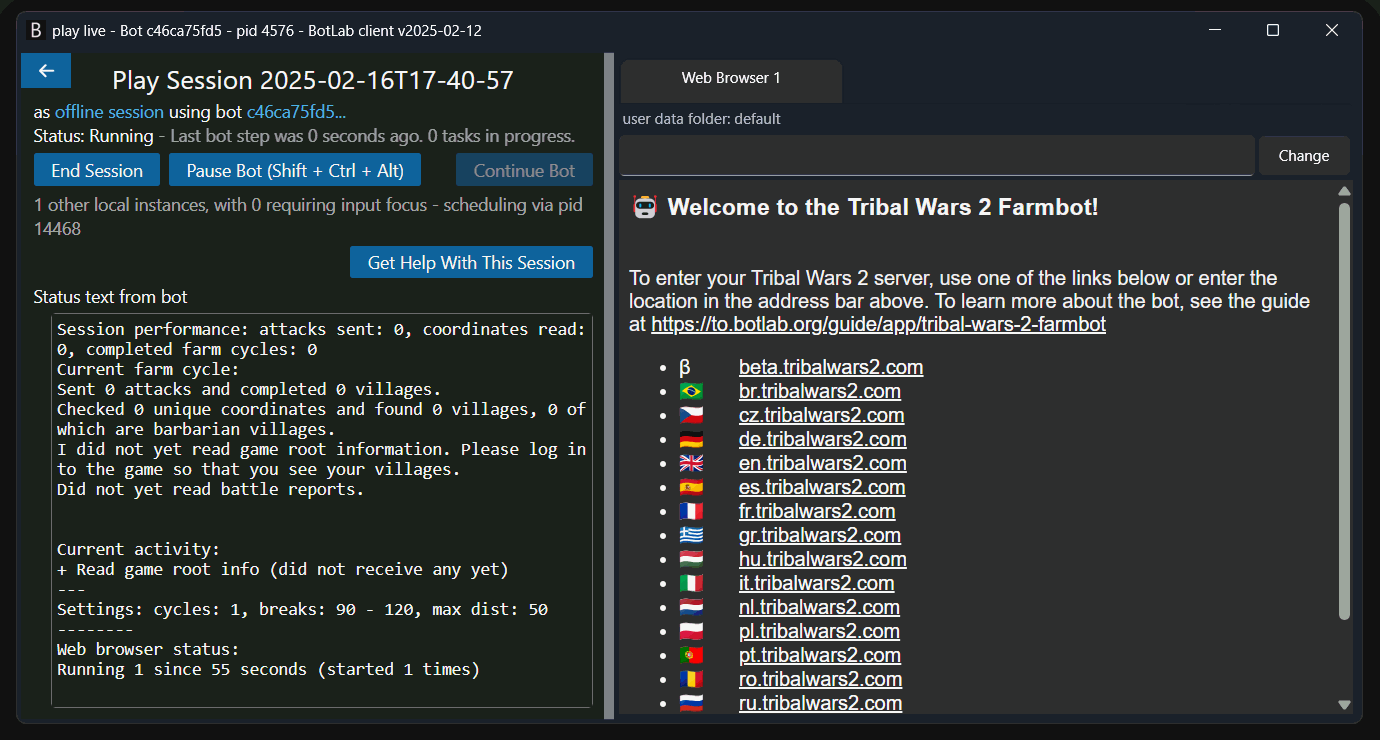 B play live - Bot c46ca75fd5 - pid 4576 - BotLab client v2025-02-12
Play Session 2025-02-16T17-40-57
as offline session using bot c46ca75fd5...
Status: Running - Last bot step was 0 seconds ago. 0 tasks in progress.
End Session
Pause Bot (Shift + Ctrl + Alt)
Continue Bot
1 other local instances, with 0 requiring input focus - scheduling via pid
14468
Get Help With This Session
Status text from bot
Session performance: attacks sent: 0, coordinates read:
0, completed farm cycles: 0
Current farm cycle:
Sent 0 attacks and completed 0 villages.
Checked 0 unique coordinates and found 0 villages, 0 of
which are barbarian villages.
I did not yet read game root information. Please log in
to the game so that you see your villages.
Did not yet read battle reports.
Current activity:
+ Read game root info (did not receive any yet)
---
Settings: cycles: 1, breaks: 90 - 120, max dist: 50
--------
Web browser status:
Running 1 since 55 seconds (started 1 times)
Web Browser 1
user data folder: default
Change
Welcome to the Tribal Wars 2 Farmbot!
To enter your Tribal Wars 2 server, use one of the links below or enter the
location in the address bar above. To learn more about the bot, see the guide
at https://to.botlab.org/guide/app/tribal-wars-2-farmbot
β beta.tribalwars2.com
br.tribalwars2.com
cz.tribalwars2.com
de.tribalwars2.com
en.tribalwars2.com
es.tribalwars2.com
fr.tribalwars2.com
gr.tribalwars2.com
hu.tribalwars2.com
it.tribalwars2.com
nl.tribalwars2.com
pl.tribalwars2.com
pt.tribalwars2.com
ro.tribalwars2.com
ru.tribalwars2.com